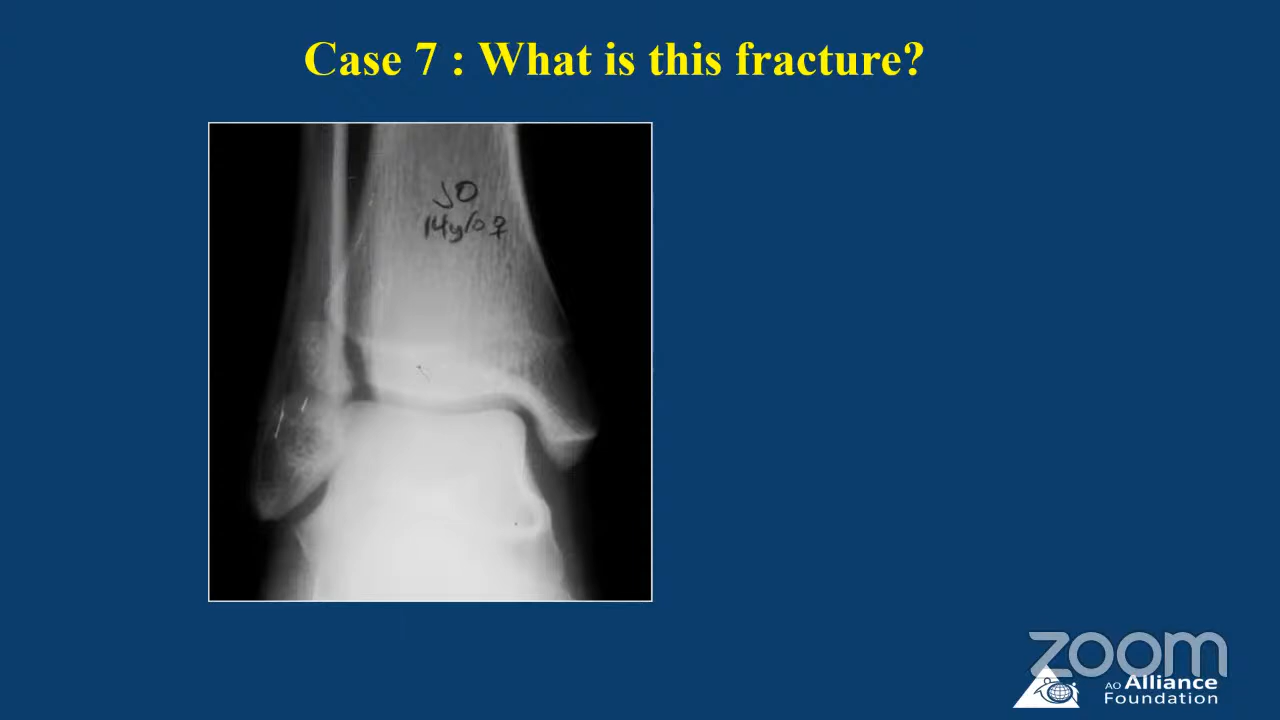 Case 7 : What is this fracture?
JO
14y/o ♀
zoom
AO Alliance
Foundation